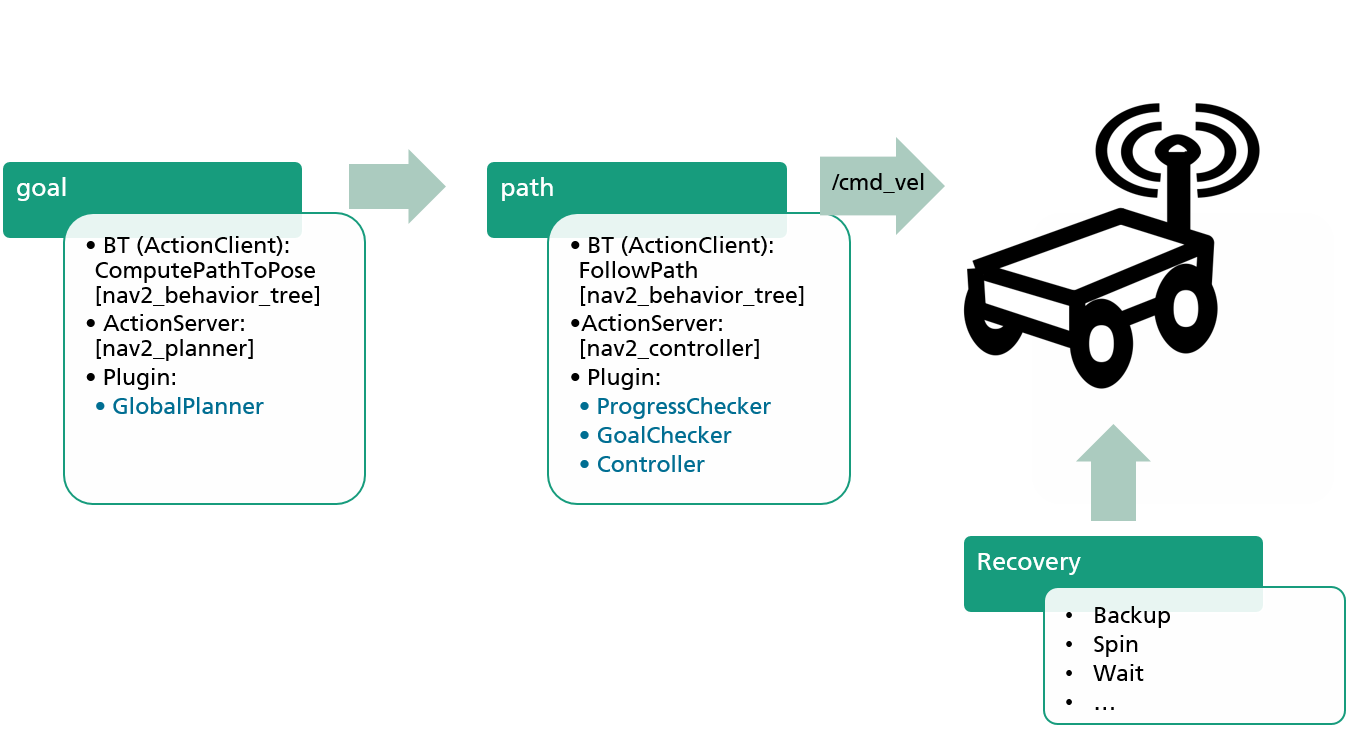 goal
• BT (ActionClient):
ComputePathToPose
[nav2_behavior_tree]
• ActionServer:
[nav2_planner]
• Plugin:
• GlobalPlanner
path
• BT (ActionClient):
FollowPath
[nav2_behavior_tree]
•ActionServer:
[nav2_controller]
• Plugin:
• ProgressChecker
• GoalChecker
• Controller
/cmd_vel
Recovery
• Backup
• Spin
• Wait
• …